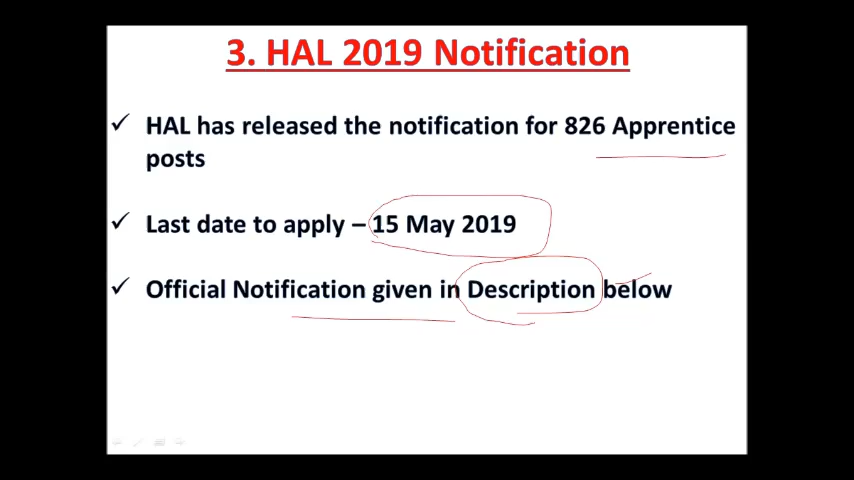 3. HAL 2019 Notification
✓ HAL has released the notification for 826 Apprentice
posts
✓ Last date to apply – 15 May 2019
✓ Official Notification given in Description below